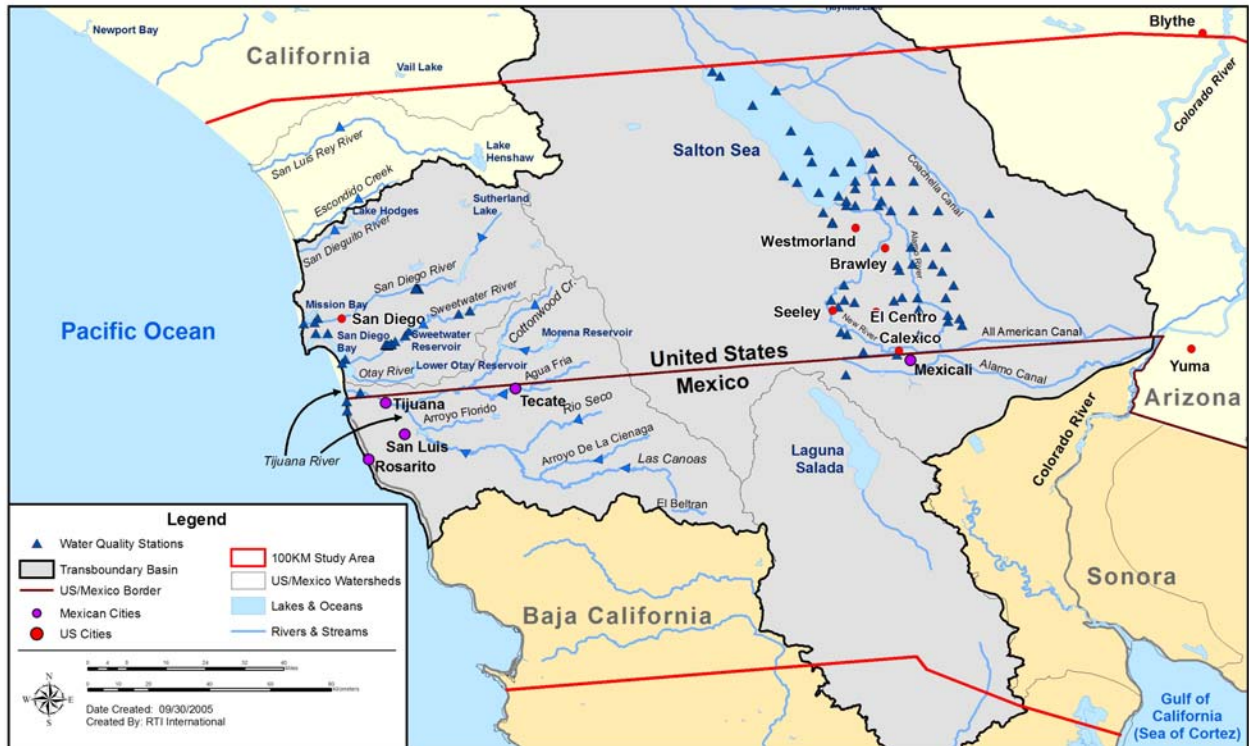 Newport Bay
California
Vail Lake
Hayfield Lake
Blythe
Colorado River
San Luis Rey River
Lake
Henshaw
Escondido Creek
Lake Hodges
Sutherland
Lake
San Dieguito River
Salton Sea
Coachella Canal
Westmorland
Brawley
Alamo River
San Diego River
Mission Bay
San Diego
Sweetwater River
San Diego
Bay
Sweetwater
Reservoir
Cottonwood Cr.
Morena Reservoir
Pacific Ocean
Seeley
El Centro
New River
Calexico
All American Canal
Otay River
Lower Otay Reservoir
United States
Mexico
Agua Fria
Mexicali
Alamo Canal
Yuma
Arizona
Tijuana
Tecate
Arroyo Florido
Rio Seco
San Luis
Tijuana River
Rosarito
Arroyo De La Cienaga
Las Canoas
El Beltran
Laguna
Salada
Colorado River
Sonora
Baja California
Gulf of
California
(Sea of Cortez)
Legend
Water Quality Stations
Transboundary Basin
US/Mexico Border
Mexican Cities
US Cities
100KM Study Area
US/Mexico Watersheds
Lakes & Oceans
Rivers & Streams
N
W E
S
Miles
Kilometers
Date Created: 09/30/2005
Created By: RTI International